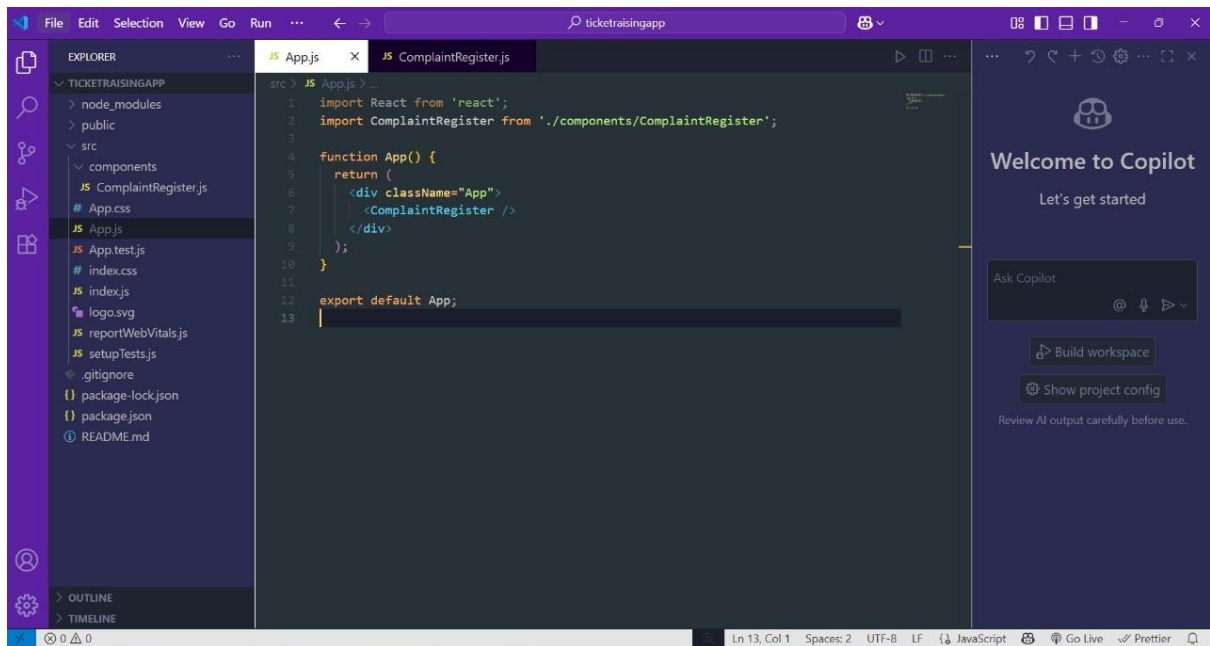 File Edit Selection View Go Run ··· ticketraisingapp
EXPLORER ···
TICKETRAISINGAPP
node_modules
public
src
components
JS ComplaintRegister.js
# App.css
JS App.js
JS App.test.js
# index.css
JS index.js
logo.svg
JS reportWebVitals.js
JS setupTests.js
.gitignore
{} package-lock.json
{} package.json
README.md
OUTLINE
TIMELINE
JS App.js × JS ComplaintRegister.js
src > JS App.js > ...
1 import React from 'react';
2 import ComplaintRegister from './components/ComplaintRegister';
3
4 function App() {
5 return (
6 <div className="App">
7 <ComplaintRegister />
8 </div>
9 );
10 }
11
12 export default App;
13
Welcome to Copilot
Let's get started
Ask Copilot
@
Build workspace
Show project config
Review AI output carefully before use.
0 0 Ln 13, Col 1 Spaces: 2 UTF-8 LF {} JavaScript Go Live Prettier